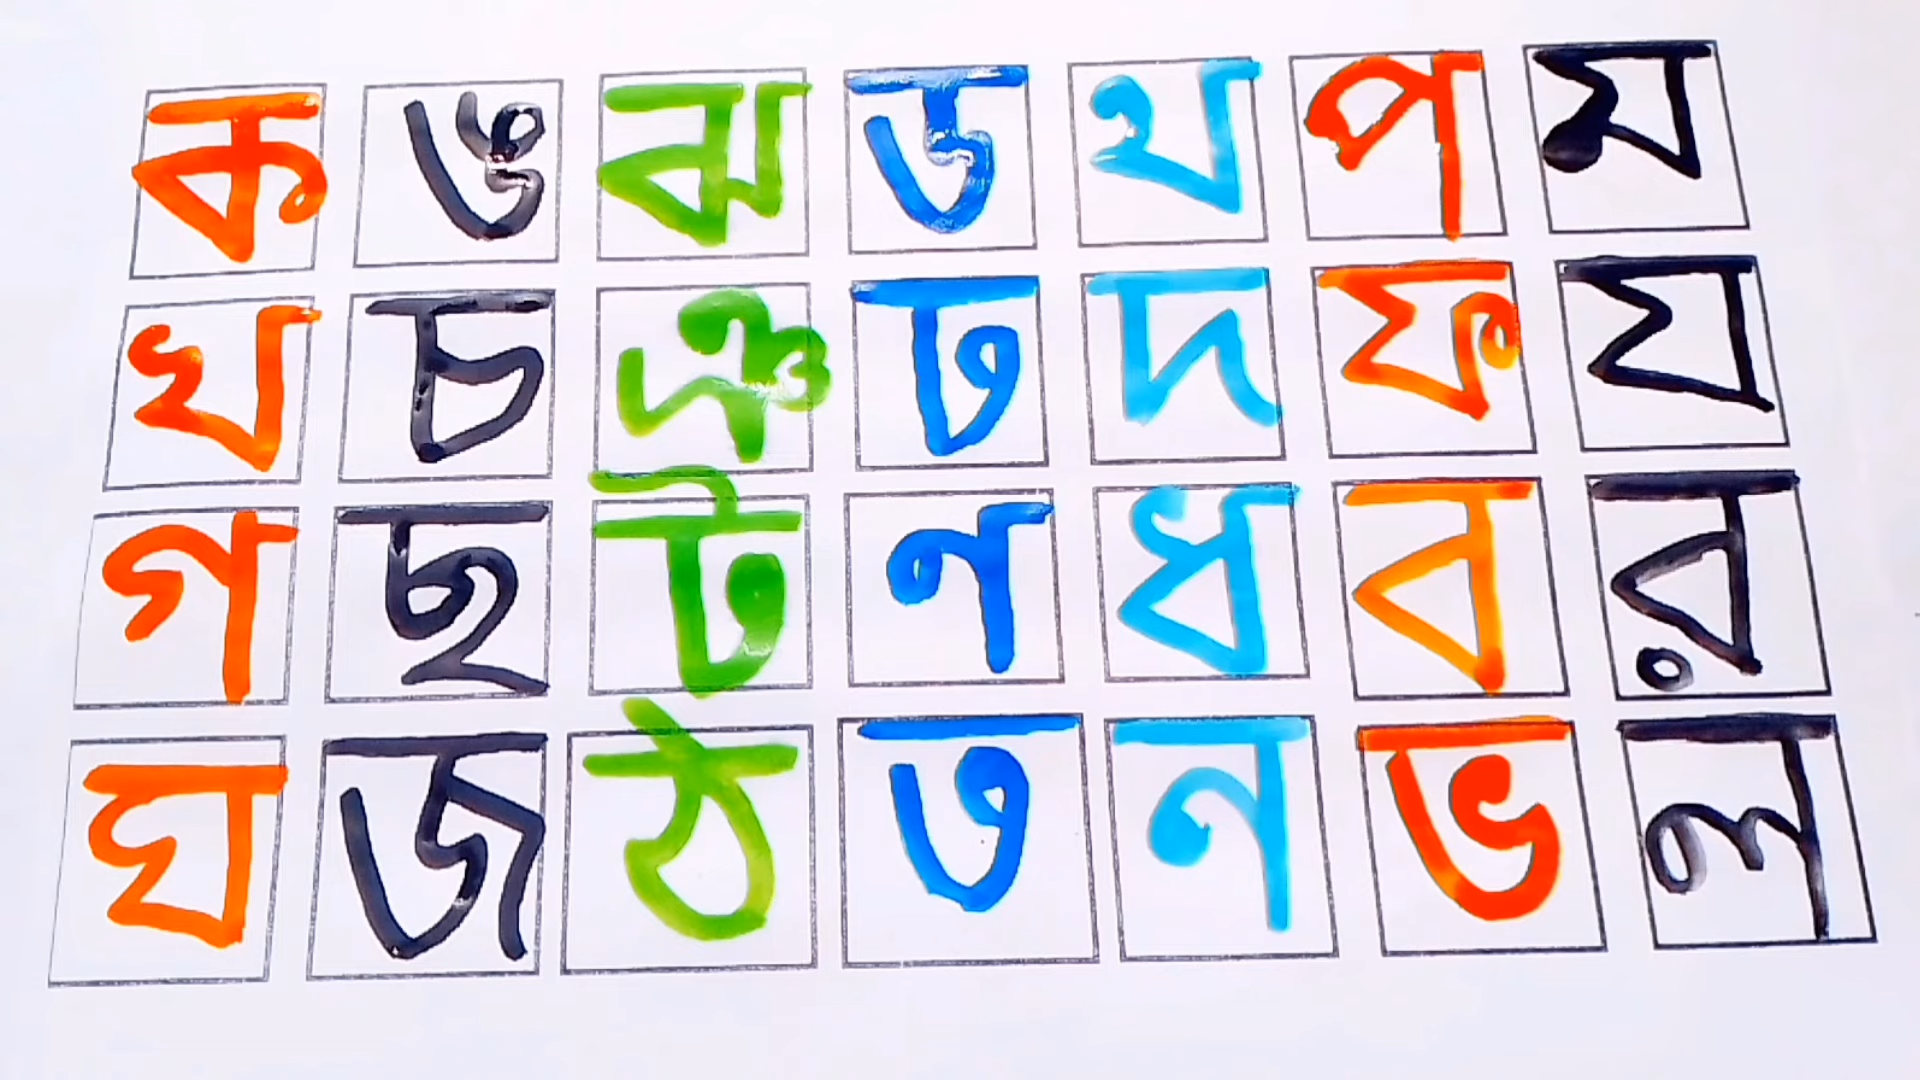 ক ঙ ঝ ড থ প ম
খ চ ঞ ঢ দ ফ য
গ ছ ট ণ ধ ব র
ঘ জ ঠ ত ন ভ ল